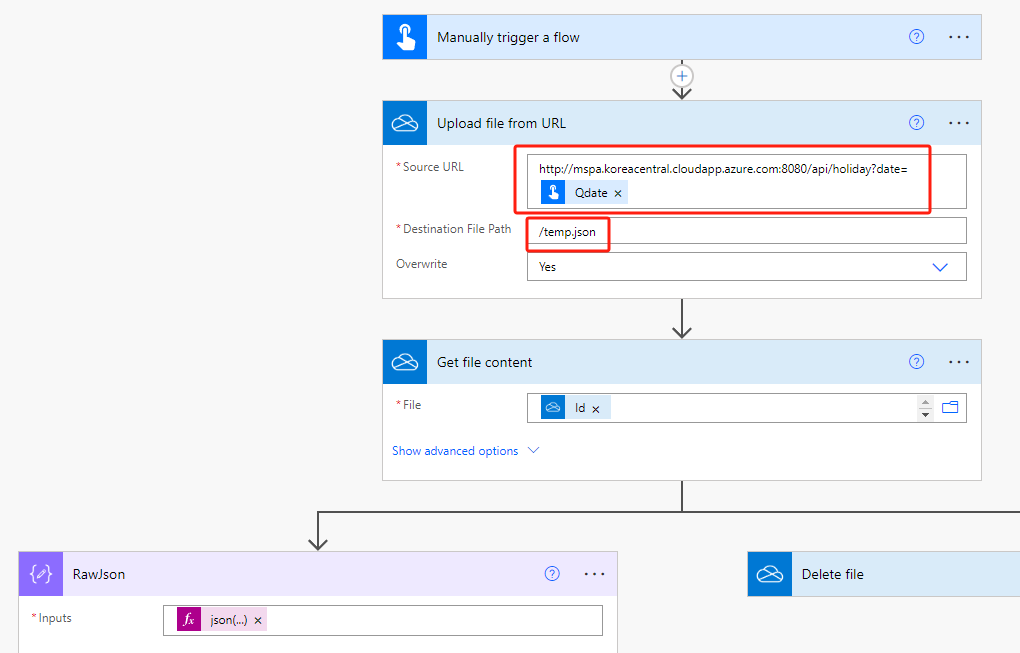 Manually trigger a flow
Upload file from URL
* Source URL
http://mspa.koreacentral.cloudapp.azure.com:8080/api/holiday?date=
Qdate ×
* Destination File Path
/temp.json
Overwrite
Yes
Get file content
* File
Id ×
Show advanced options
RawJson
* Inputs
fx json(...) ×
Delete file